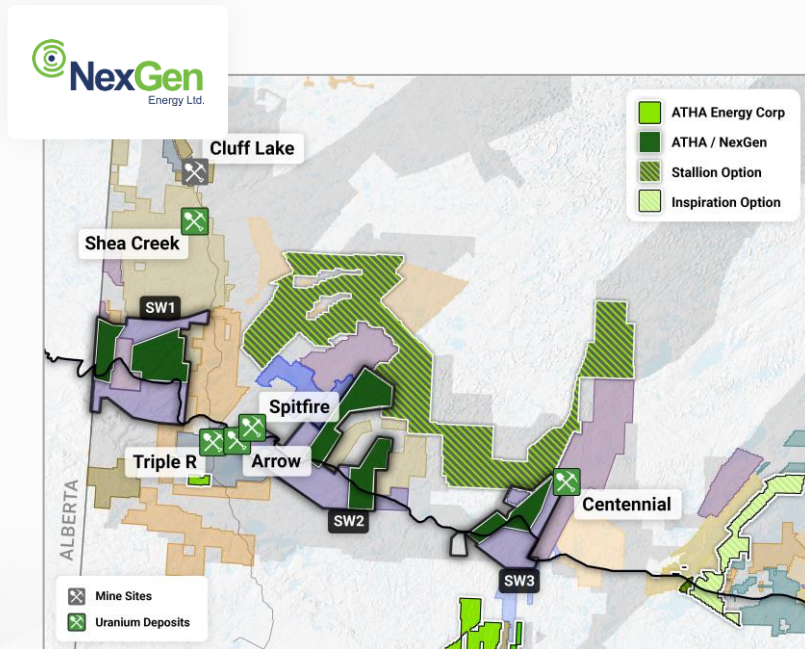 NexGen
Energy Ltd.
ATHA Energy Corp
ATHA / NexGen
Stallion Option
Inspiration Option
Cluff Lake
Shea Creek
SW1
Spitfire
Triple R
Arrow
Centennial
SW2
SW3
ALBERTA
Mine Sites
Uranium Deposits